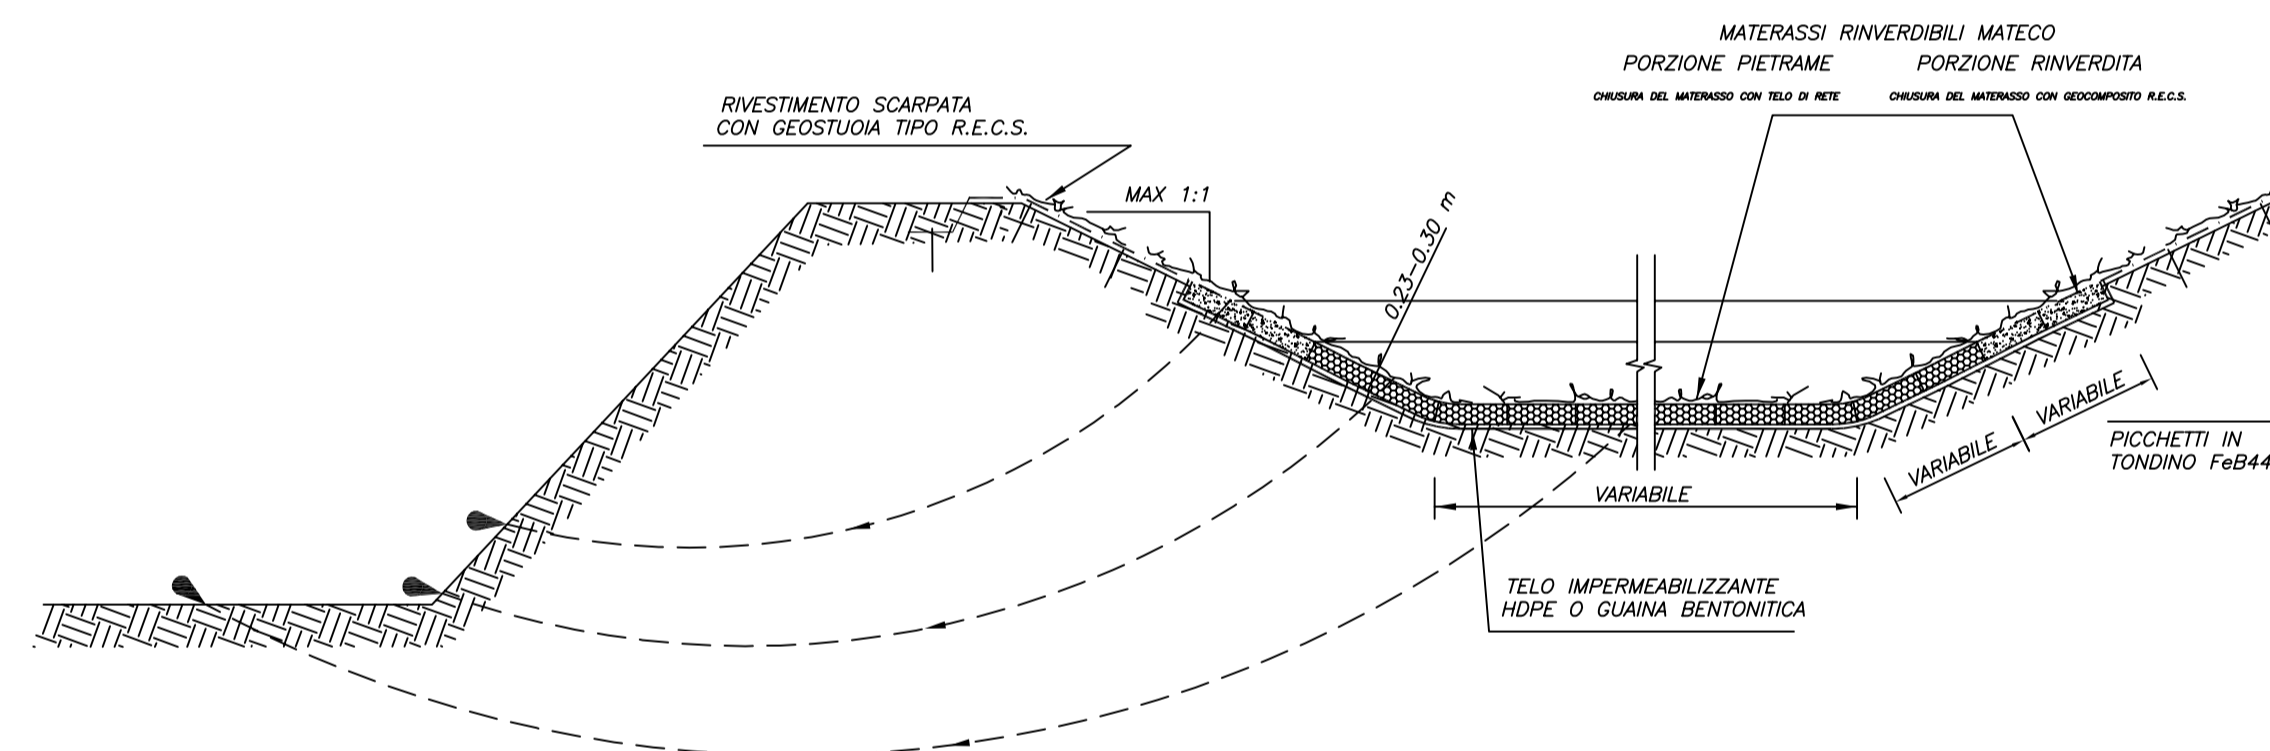 MATERASSI RINVERDIBILI MATECO
PORZIONE PIETRAME
PORZIONE RINVERDITA
CHIUSURA DEL MATERASSO CON TELO DI RETE
CHIUSURA DEL MATERASSO CON GEOCOMPOSITO R.E.C.S.
RIVESTIMENTO SCARPATA
CON GEOSTUOIA TIPO R.E.C.S.
MAX 1:1
0.23-0.30 m
VARIABILE
VARIABILE
VARIABILE
PICCHETTI IN
TONDINO FeB44
TELO IMPERMEABILIZZANTE
HDPE O GUAINA BENTONITICA